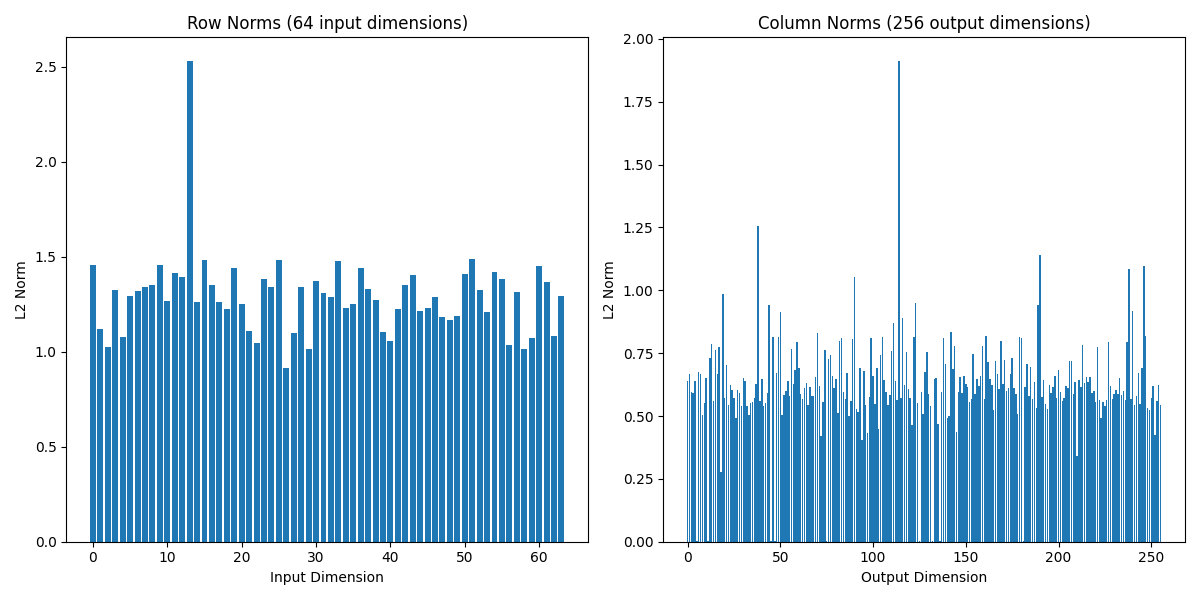 Row Norms (64 input dimensions)
L2 Norm
2.5
2.0
1.5
1.0
0.5
0.0
0 10 20 30 40 50 60
Input Dimension
Column Norms (256 output dimensions)
L2 Norm
2.00
1.75
1.50
1.25
1.00
0.75
0.50
0.25
0.00
0 50 100 150 200 250
Output Dimension